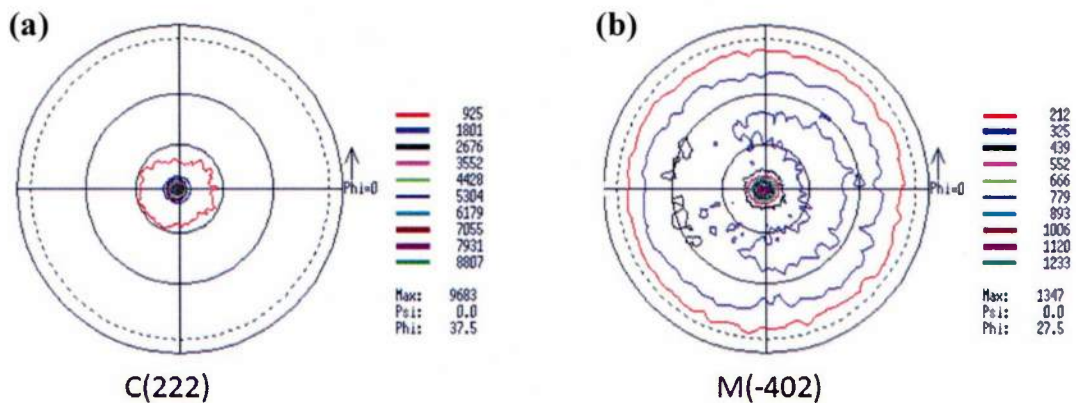 (a)
925
1801
2676
3552
4428
5304
6179
7055
7931
8807
Phi=0
Max: 9683
Psi: 0.0
Phi: 37.5
C(222)
(b)
212
325
439
552
666
779
893
1006
1120
1233
Phi=0
Max: 1347
Psi: 0.0
Phi: 27.5
M(-402)